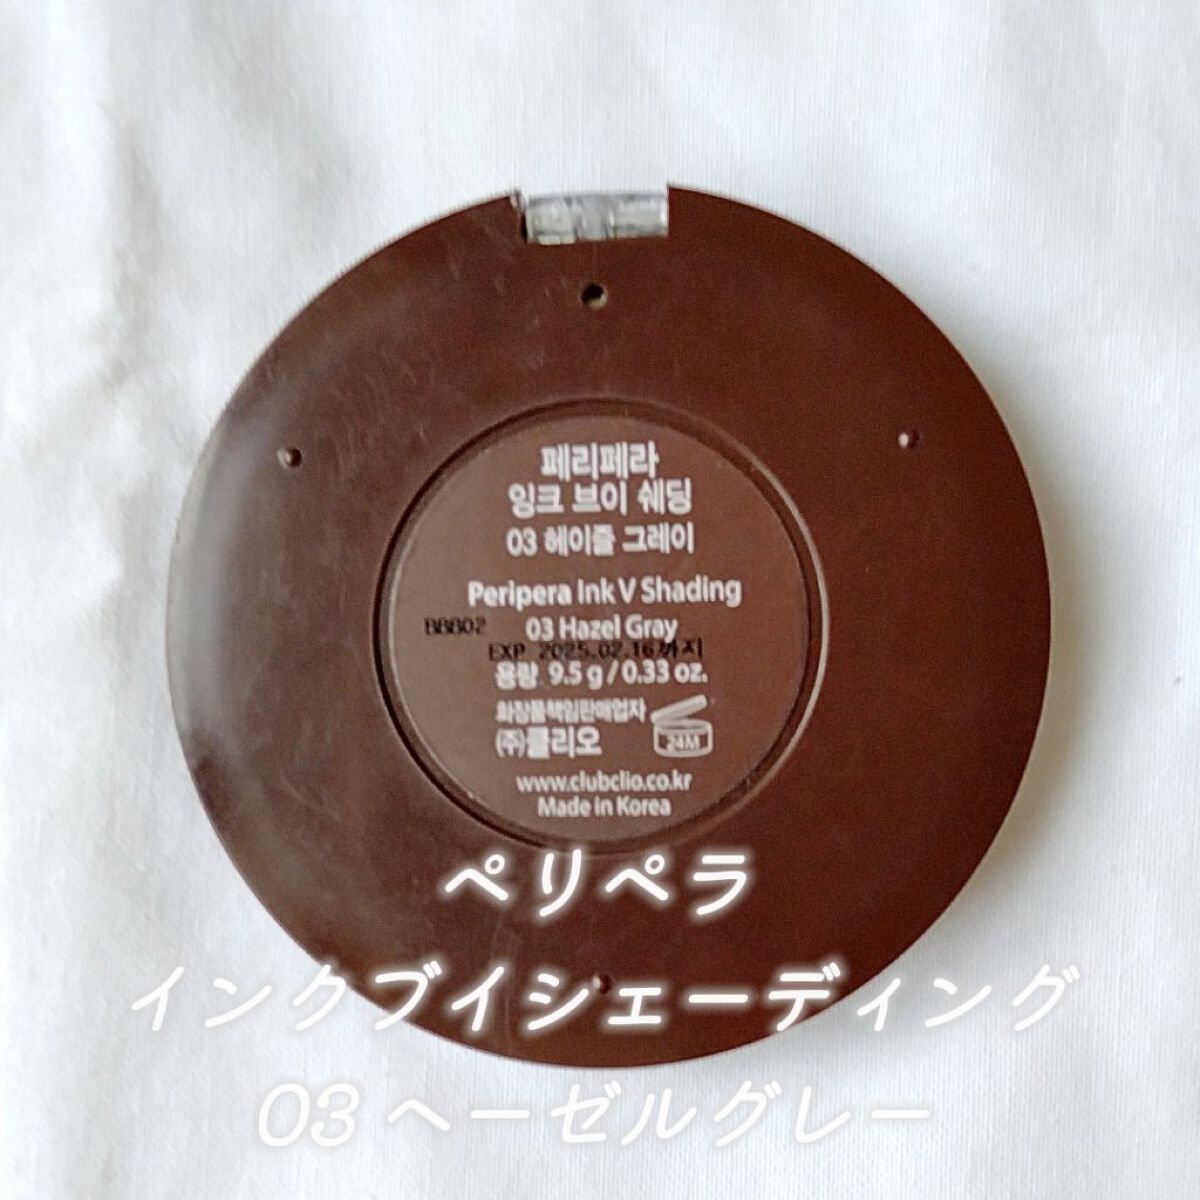 페리페라
잉크 브이 쉐딩
03 헤이즐 그레이
Peripera Ink V Shading
BBB02
03 Hazel Gray
EXP 2025.02.16까지
용량 9.5 g / 0.33 oz.
화장품책임판매업자
(주)클리오
24M
www.clubclio.co.kr
Made in Korea
ペリペラ
インクブイシェーディング
03 ヘーゼルグレー